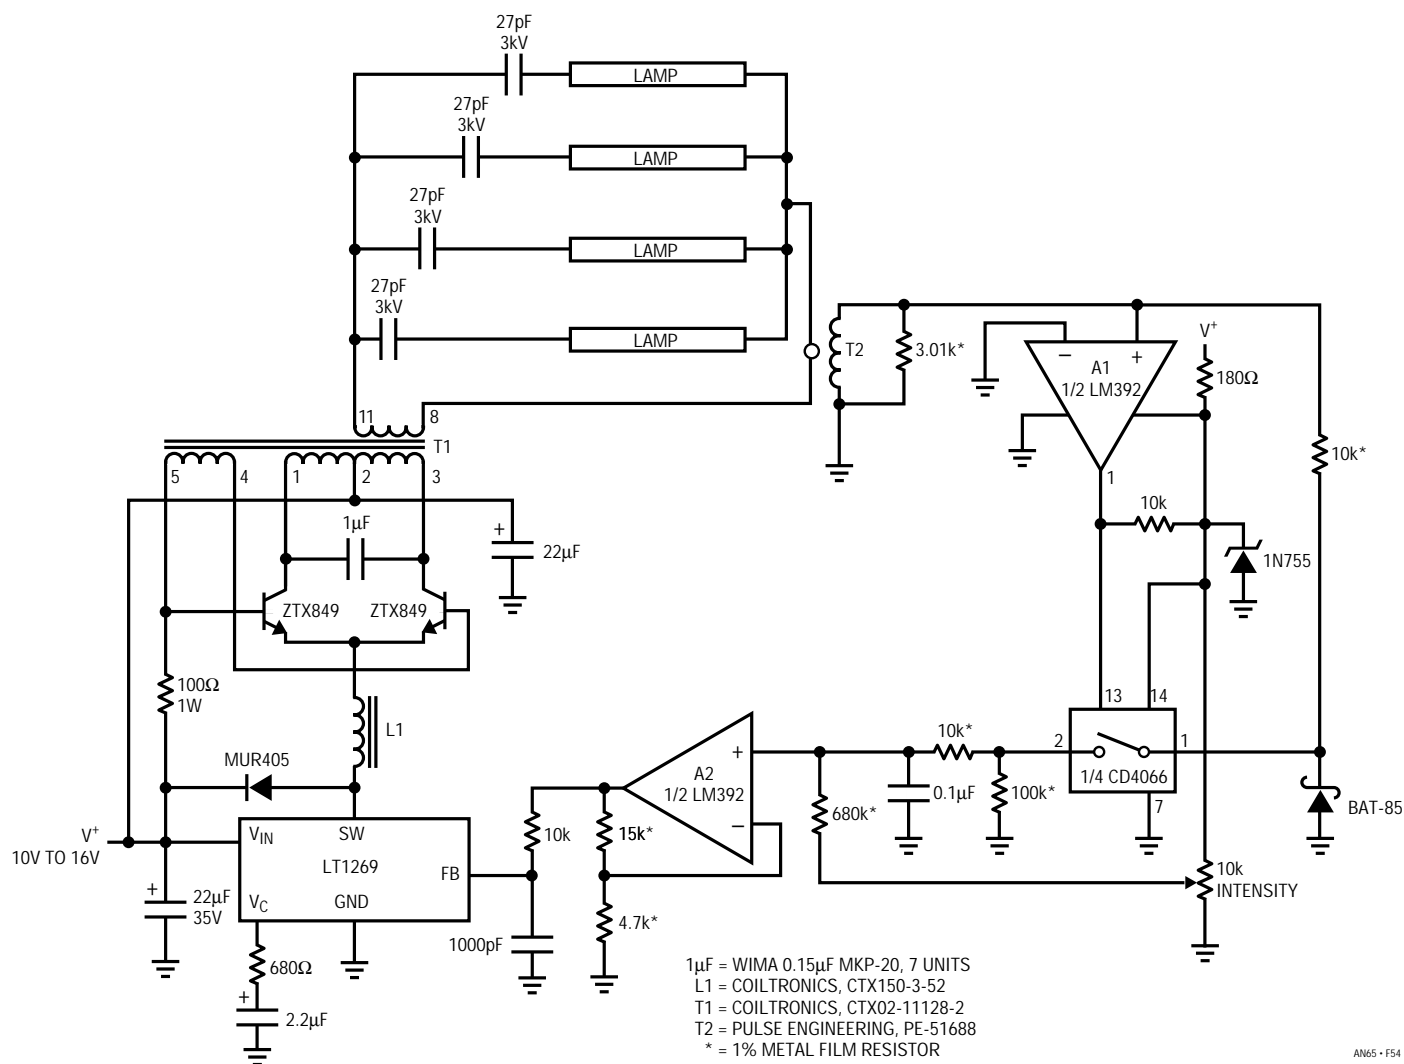 27pF
3kV
LAMP
27pF
3kV
LAMP
27pF
3kV
LAMP
27pF
3kV
LAMP
11
8
T1
5
4
1
2
3
1µF
+
22µF
ZTX849
ZTX849
100Ω
1W
L1
MUR405
V+
10V TO 16V
VIN
SW
LT1269
FB
VC
GND
+
22µF
35V
680Ω
+
2.2µF
T2
3.01k*
–
+
A1
1/2 LM392
1
V+
180Ω
10k*
10k
1N755
13
14
2
1
1/4 CD4066
7
BAT-85
10k
INTENSITY
10k*
100k*
0.1µF
680k*
+
A2
1/2 LM392
–
10k
15k*
4.7k*
1000pF
1µF = WIMA 0.15µF MKP-20, 7 UNITS
L1 = COILTRONICS, CTX150-3-52
T1 = COILTRONICS, CTX02-11128-2
T2 = PULSE ENGINEERING, PE-51688
* = 1% METAL FILM RESISTOR
AN65 • F54